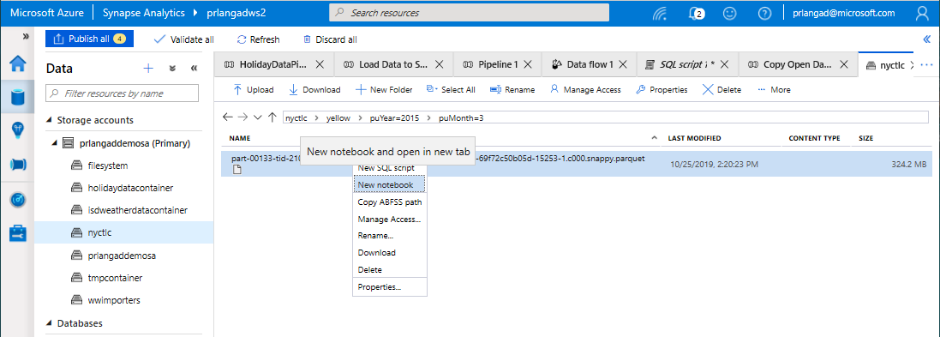 Microsoft Azure Synapse Analytics prlangadws2 Search resources 2 prlangad@microsoft.com
Publish all 4 Validate all Refresh Discard all
Data
Filter resources by name
Storage accounts
prlangaddemosa (Primary)
filesystem
holidaydatacontainer
isdweatherdatacontainer
nyctlc
prlangaddemosa
tmpcontainer
wwimporters
Databases
HolidayDataPi... Load Data to S... Pipeline 1 Data flow 1 SQL script 1 * Copy Open Da... nyctlc
Upload Download New Folder Select All Rename Manage Access Properties Delete More
nyctlc yellow puYear=2015 puMonth=3
NAME LAST MODIFIED CONTENT TYPE SIZE
New notebook and open in new tab
part-00133-tid-210 -69f72c50b05d-15253-1.c000.snappy.parquet 10/25/2019, 2:20:23 PM 324.2 MB
New SQL script
New notebook
Copy ABFSS path
Manage Access...
Rename...
Download
Delete
Properties...